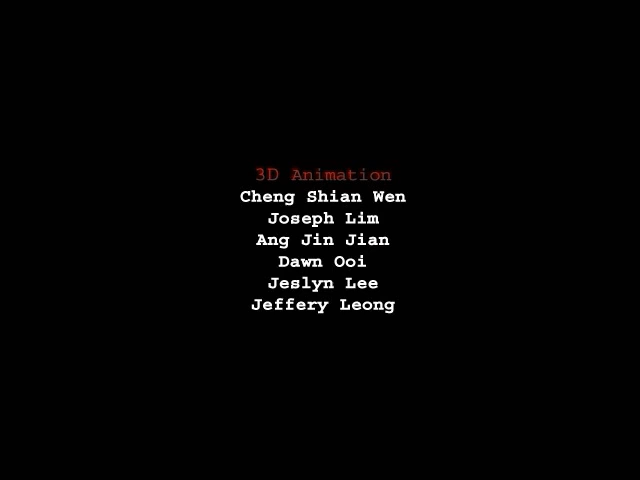 3D Animation
Cheng Shian Wen
Joseph Lim
Ang Jin Jian
Dawn Ooi
Jeslyn Lee
Jeffery Leong